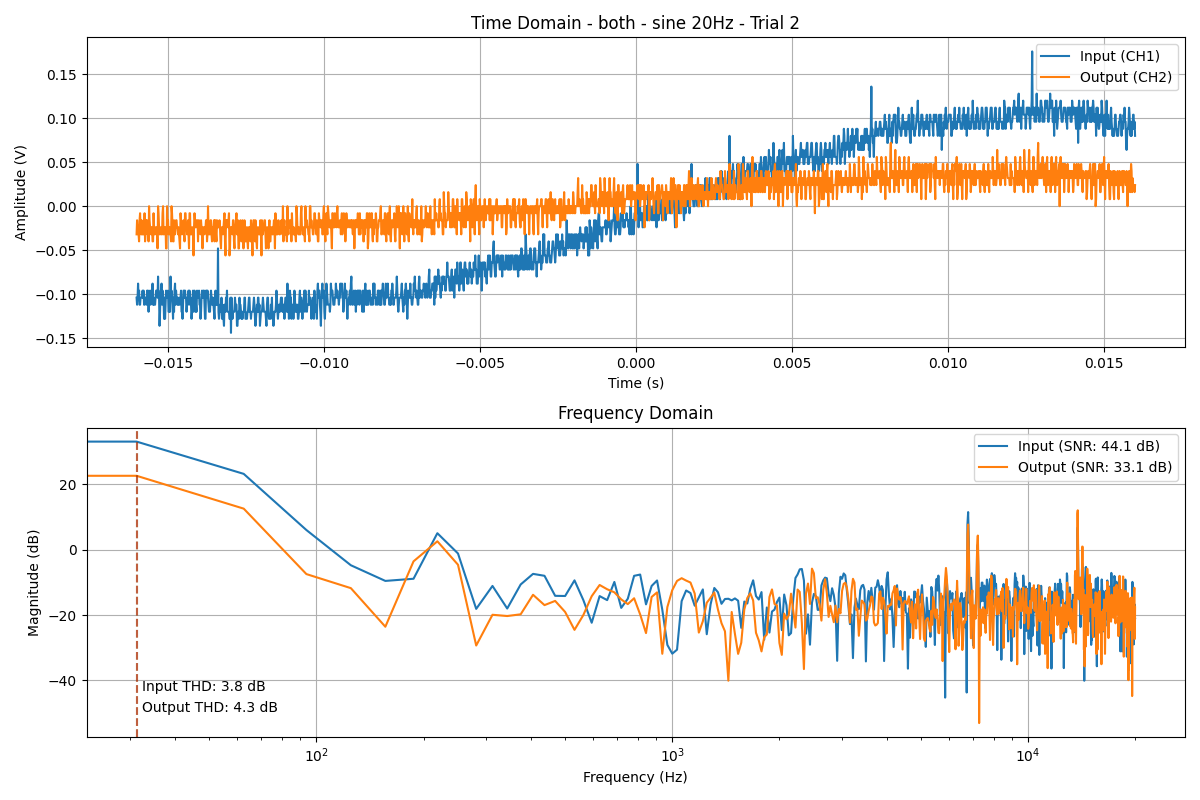 Time Domain - both - sine 20Hz - Trial 2
Input (CH1)
Output (CH2)
Amplitude (V)
0.15
0.10
0.05
0.00
−0.05
−0.10
−0.15
−0.015
−0.010
−0.005
0.000
0.005
0.010
0.015
Time (s)
Frequency Domain
Input (SNR: 44.1 dB)
Output (SNR: 33.1 dB)
Magnitude (dB)
20
0
−20
−40
Input THD: 3.8 dB
Output THD: 4.3 dB
10²
10³
10⁴
Frequency (Hz)